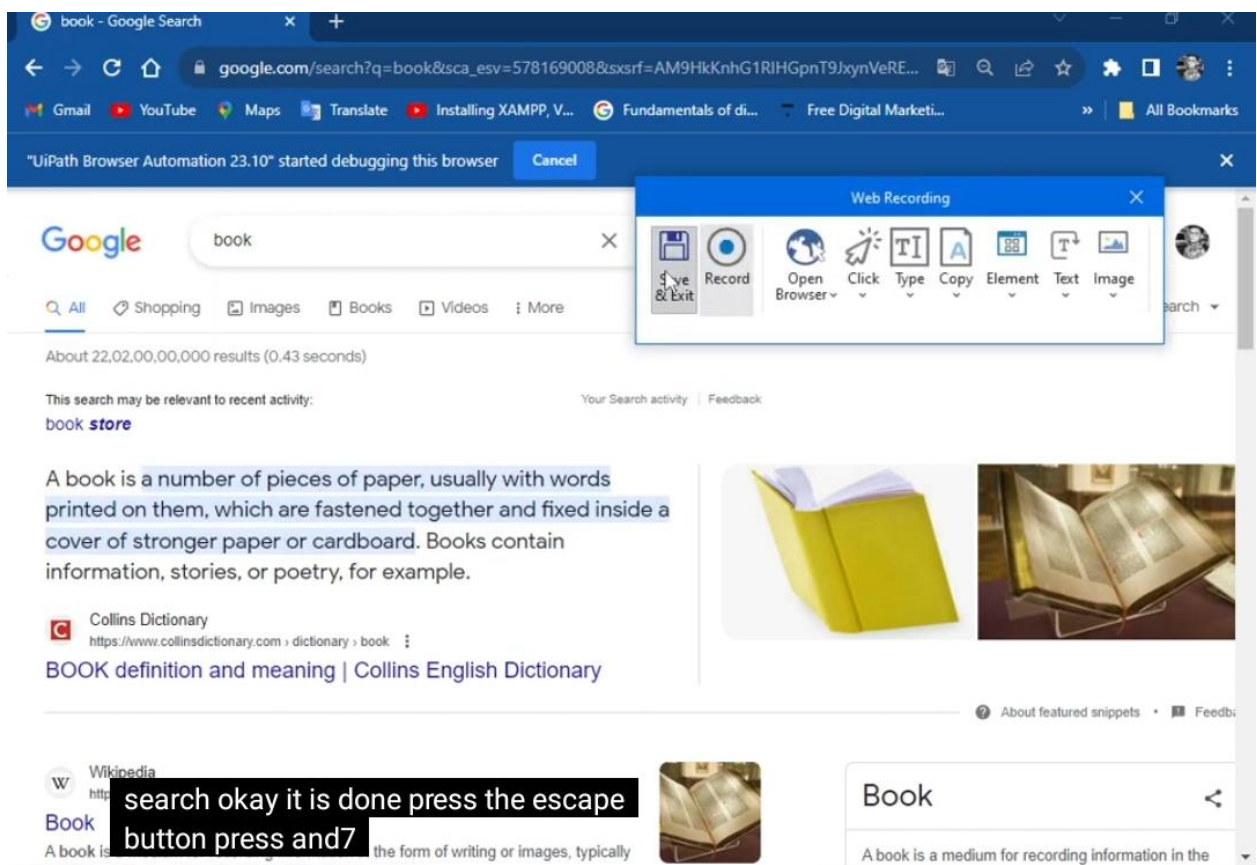 book - Google Search
google.com/search?q=book&sca_esv=578169008&sxsrf=AM9HkKnhG1RIHGpnT9JxynVeRE...
Gmail YouTube Maps Translate Installing XAMPP, V... Fundamentals of di... Free Digital Marketi... » All Bookmarks
"UiPath Browser Automation 23.10" started debugging this browser Cancel
Web Recording
Google book
Save & Exit Record Open Browser Click Type Copy Element Text Image
All Shopping Images Books Videos More earch
About 22,02,00,00,000 results (0.43 seconds)
This search may be relevant to recent activity: Your Search activity Feedback
book store
A book is a number of pieces of paper, usually with words
printed on them, which are fastened together and fixed inside a
cover of stronger paper or cardboard. Books contain
information, stories, or poetry, for example.
Collins Dictionary
https://www.collinsdictionary.com › dictionary › book
BOOK definition and meaning | Collins English Dictionary
About featured snippets • Feedba
W Wikipedia
http
Book
search okay it is done press the escape
button press and7
A book is the form of writing or images, typically
Book
A book is a medium for recording information in the